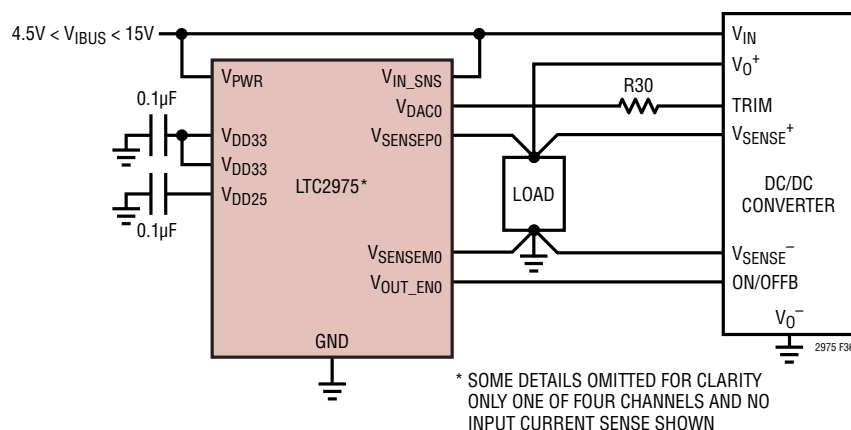 4.5V < VIBUS < 15V
VPWR
VIN_SNS
VIN
VO+
0.1µF
VDAC0
R30
TRIM
VDD33
VSENSEP0
VSENSE+
VDD33
LTC2975*
LOAD
DC/DC
CONVERTER
VDD25
0.1µF
VSENSEM0
VSENSE–
VOUT_EN0
ON/OFFB
VO–
GND
2975 F36
* SOME DETAILS OMITTED FOR CLARITY
ONLY ONE OF FOUR CHANNELS AND NO
INPUT CURRENT SENSE SHOWN